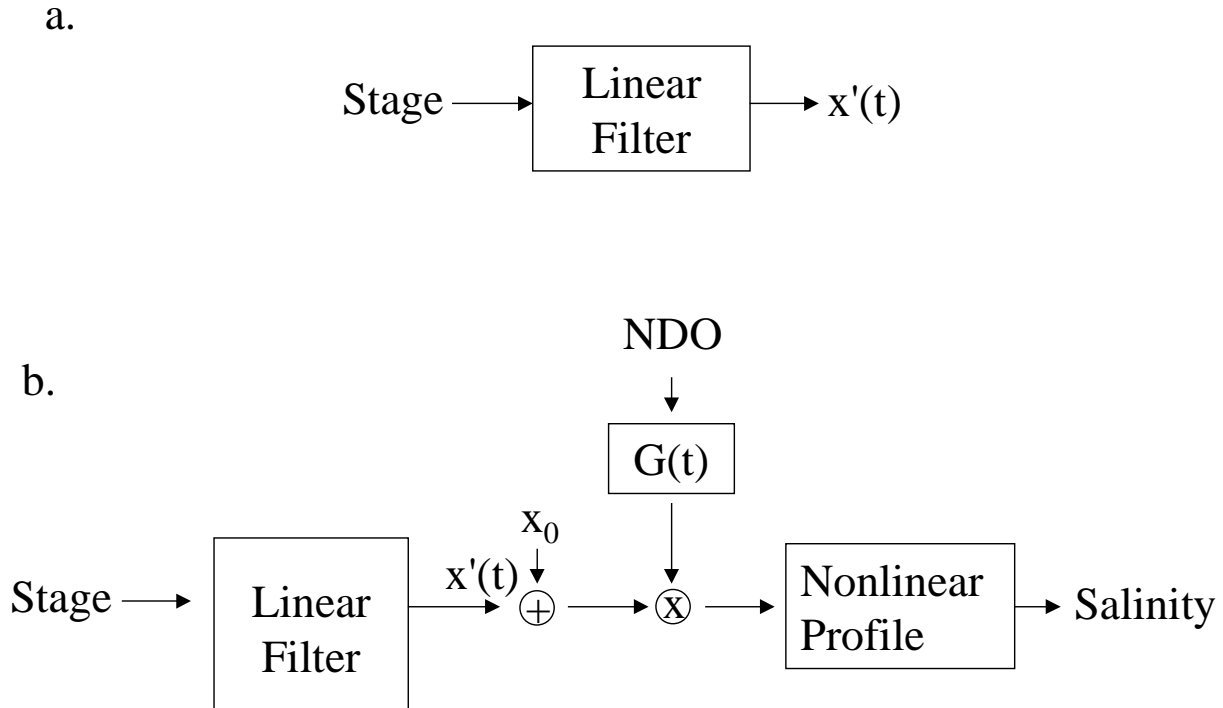 a.
Stage
Linear
Filter
x'(t)
b.
NDO
G(t)
x0
Stage
Linear
Filter
x'(t)
+
x
Nonlinear
Profile
Salinity